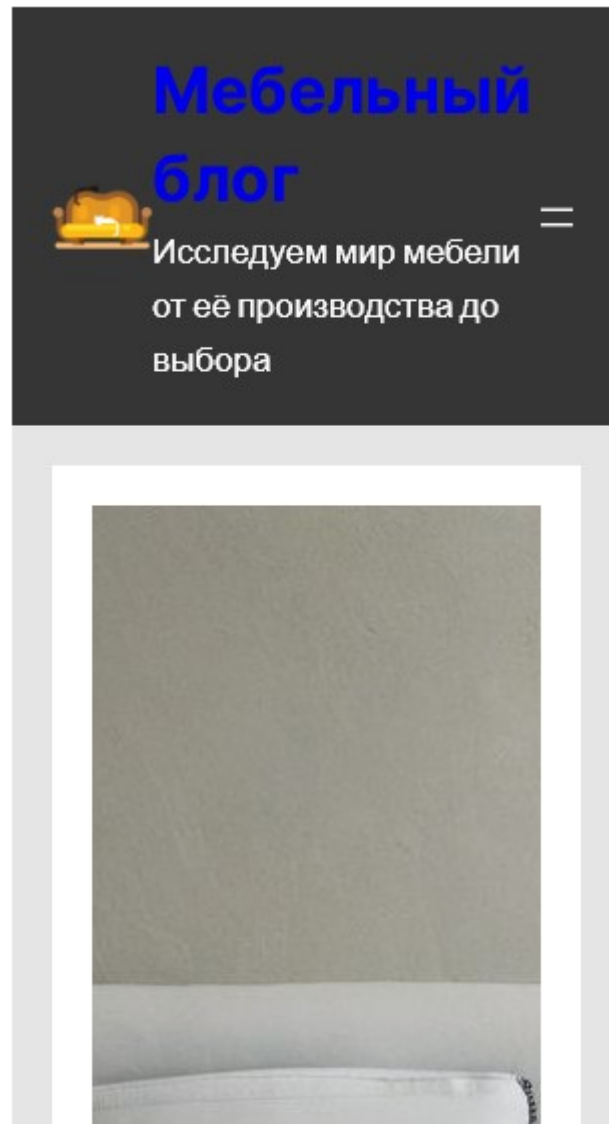 Мебельный
блог
Исследуем мир мебели
от её производства до
выбора